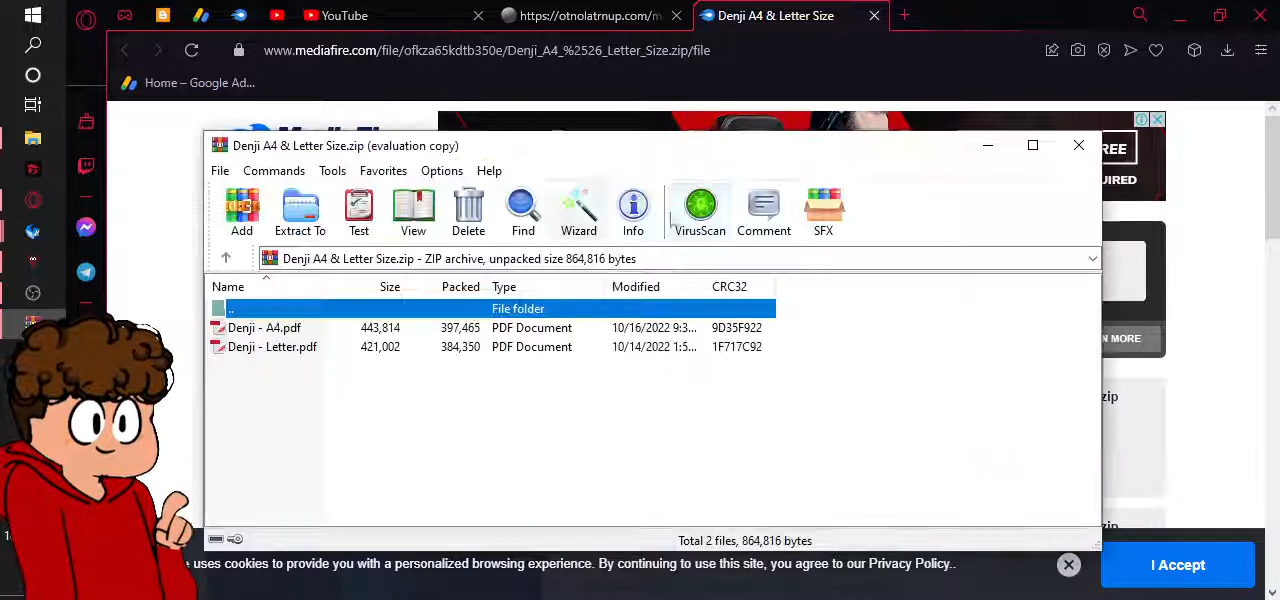 YouTube
https://otnolatrnup.com/m
Denji A4 & Letter Size
www.mediafire.com/file/ofkza65kdtb350e/Denji_A4_%2526_Letter_Size.zip/file
Home – Google Ad...
Denji A4 & Letter Size.zip (evaluation copy)
File Commands Tools Favorites Options Help
Add Extract To Test View Delete Find Wizard Info VirusScan Comment SFX
Denji A4 & Letter Size.zip - ZIP archive, unpacked size 864,816 bytes
Name Size Packed Type Modified CRC32
.. File folder
Denji - A4.pdf 443,814 397,465 PDF Document 10/16/2022 9:3... 9D35F922
Denji - Letter.pdf 421,002 384,350 PDF Document 10/14/2022 1:5... 1F717C92
Total 2 files, 864,816 bytes
REE
UIRED
N MORE
zip
zip
e uses cookies to provide you with a personalized browsing experience. By continuing to use this site, you agree to our Privacy Policy..
I Accept